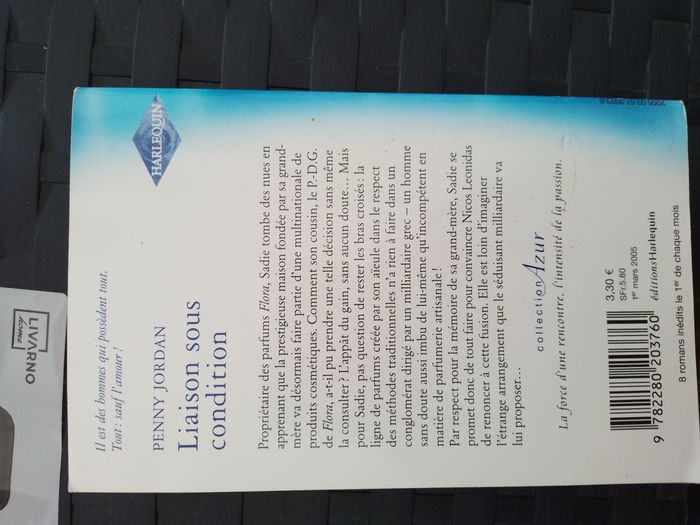 Il est des hommes qui possèdent tout.
Tout : sauf l'amour !
HARLEQUIN
PENNY JORDAN
Liaison sous
condition
Propriétaire des parfums Flora, Sadie tombe des nues en
apprenant que la prestigieuse maison fondée par sa grand-
mère va désormais faire partie d'une multinationale de
produits cosmétiques. Comment son cousin, le P.-D.G.
de Flora, a-t-il pu prendre une telle décision sans même
la consulter ? L'appât du gain, sans aucun doute... Mais
pour Sadie, pas question de rester les bras croisés : la
ligne de parfums créée par son aïeule dans le respect
des méthodes traditionnelles n'a rien à faire dans un
conglomérat dirigé par un milliardaire grec – un homme
sans doute aussi imbu de lui-même qu'incompétent en
matière de parfumerie artisanale !
Par respect pour la mémoire de sa grand-mère, Sadie se
promet donc de tout faire pour convaincre Nicos Leonidas
de renoncer à cette fusion. Elle est loin d'imaginer
l'étrange arrangement que le séduisant milliardaire va
lui proposer...
collection Azur
La force d'une rencontre, l'intensité de la passion.
9 782280 203760
3,30 €
SFr.5.80
1er mars 2005
éditionsHarlequin
8 romans inédits le 1er de chaque mois
LIVARNO
home